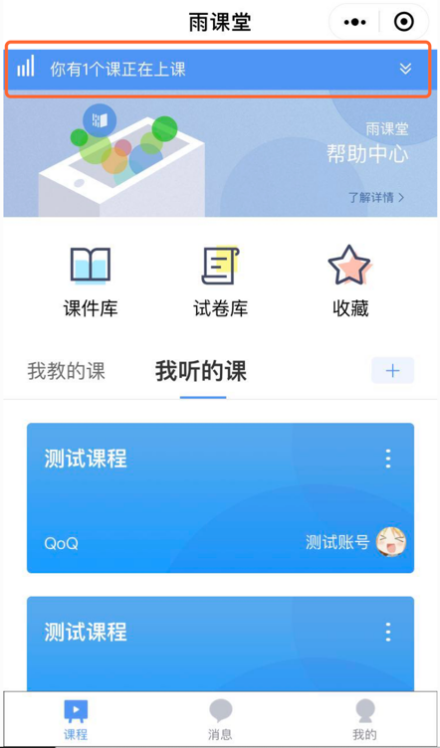 雨课堂
你有1个课正在上课
雨课堂
帮助中心
了解详情
课件库
试卷库
收藏
我教的课
我听的课
测试课程
QoQ
测试账号
测试课程
课程
消息
我的